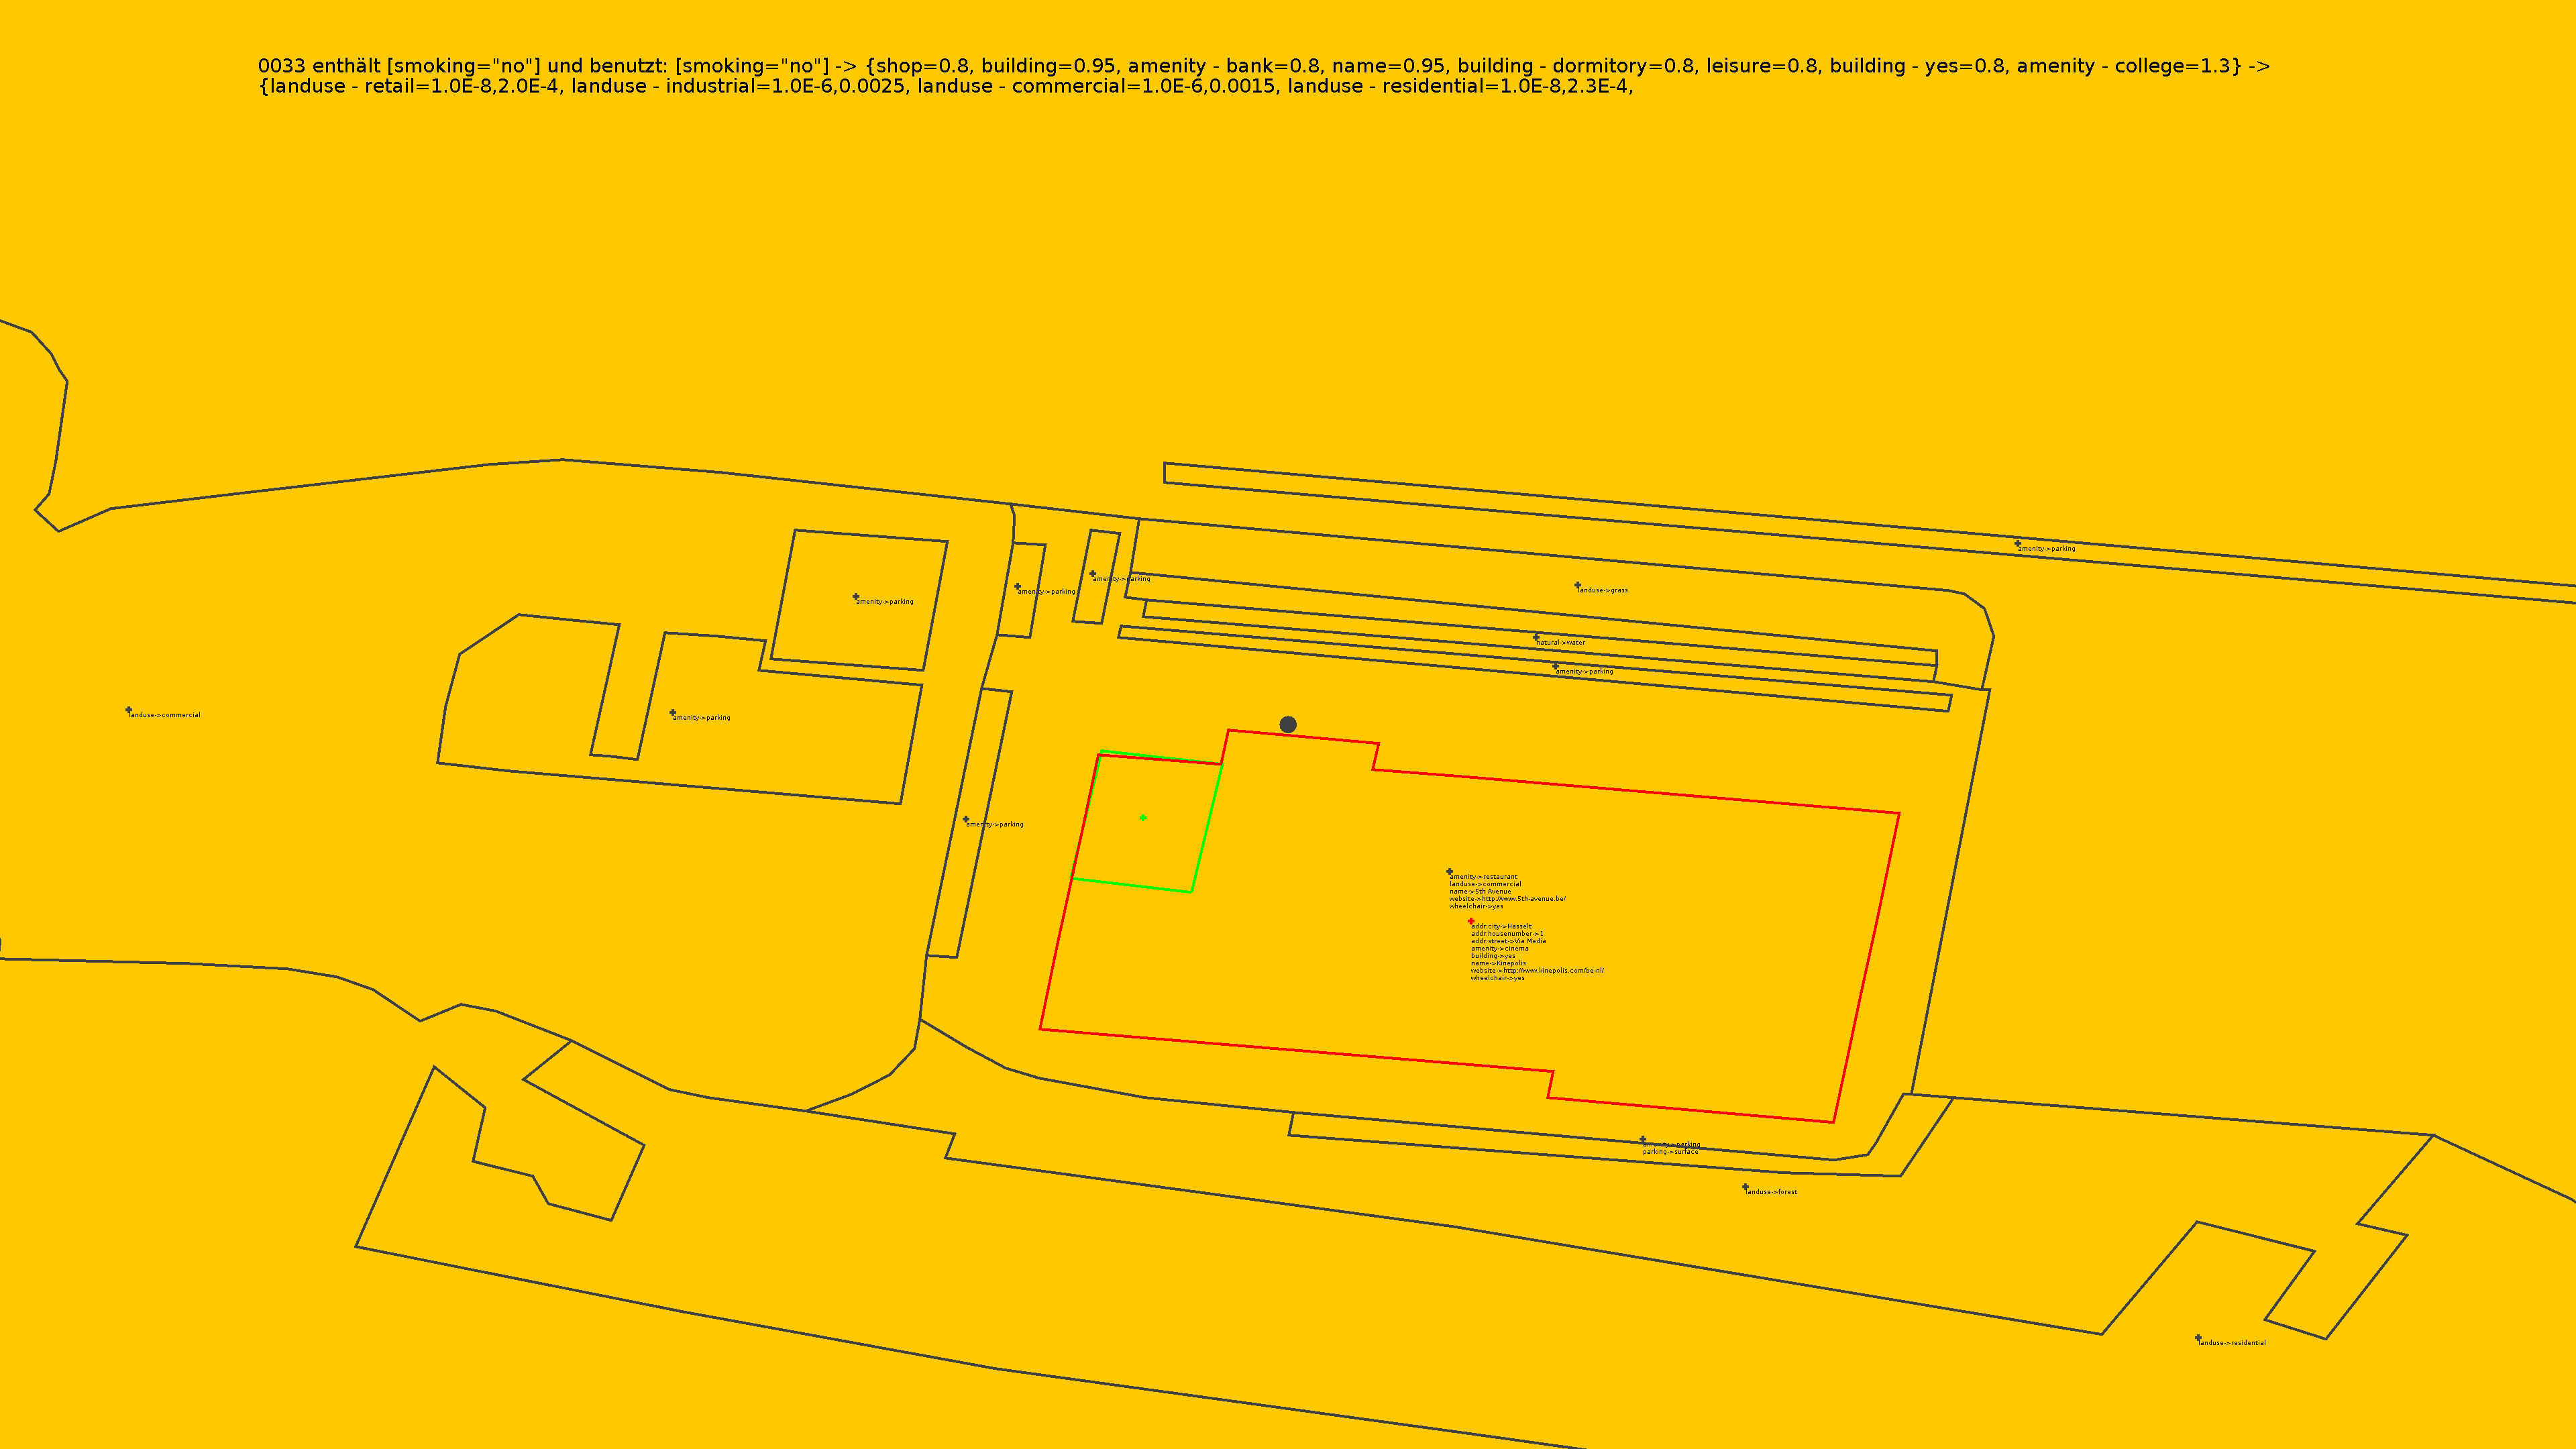 0033 enthält [smoking="no"] und benutzt: [smoking="no"] -> {shop=0.8, building=0.95, amenity - bank=0.8, name=0.95, building - dormitory=0.8, leisure=0.8, building - yes=0.8, amenity - college=1.3} ->
{landuse - retail=1.0E-8,2.0E-4, landuse - industrial=1.0E-6,0.0025, landuse - commercial=1.0E-6,0.0015, landuse - residential=1.0E-8,2.3E-4,
amenity->parking
amenity->parking
amenity->parking
landuse->grass
amenity->parking
amenity->parking
natural->water
amenity->parking
landuse->commercial
amenity->parking
amenity->parking
amenity->restaurant
landuse->commercial
name->5th Avenue
website->http://www.5th-avenue.be/
wheelchair->yes
addr:city->Hasselt
addr:housenumber->1
addr:street->Via Media
amenity->cinema
building->yes
name->Kinepolis
website->http://www.kinepolis.com/be-nl/
wheelchair->yes
amenity->parking
parking->surface
landuse->forest
landuse->residential